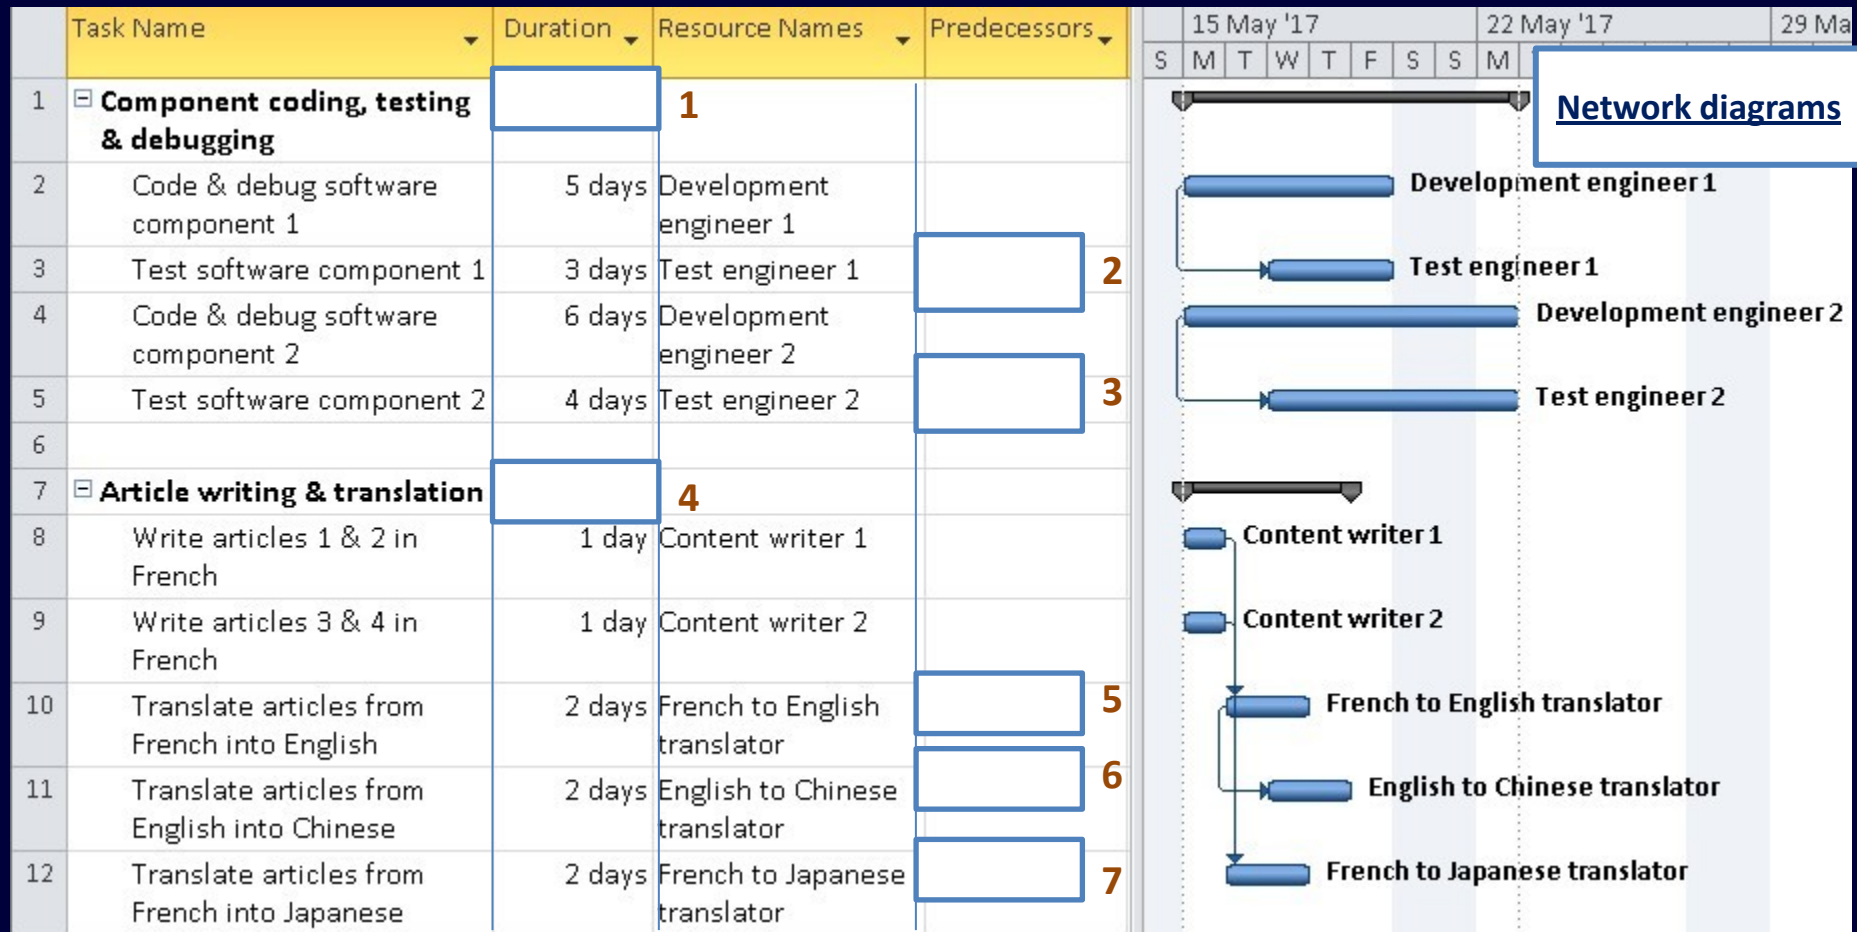 Task Name Duration Resource Names Predecessors 15 May '17 22 May '17 29 Ma
S M T W T F S S M
Network diagrams
1 Component coding, testing 1
& debugging
2 Code & debug software 5 days Development Development engineer 1
component 1 engineer 1
3 Test software component 1 3 days Test engineer 1 2 Test engineer 1
4 Code & debug software 6 days Development Development engineer 2
component 2 engineer 2
5 Test software component 2 4 days Test engineer 2 3 Test engineer 2
6
7 Article writing & translation 4
8 Write articles 1 & 2 in 1 day Content writer 1 Content writer 1
French
9 Write articles 3 & 4 in 1 day Content writer 2 Content writer 2
French
10 Translate articles from 2 days French to English 5 French to English translator
French into English translator
11 Translate articles from 2 days English to Chinese 6 English to Chinese translator
English into Chinese translator
12 Translate articles from 2 days French to Japanese 7 French to Japanese translator
French into Japanese translator